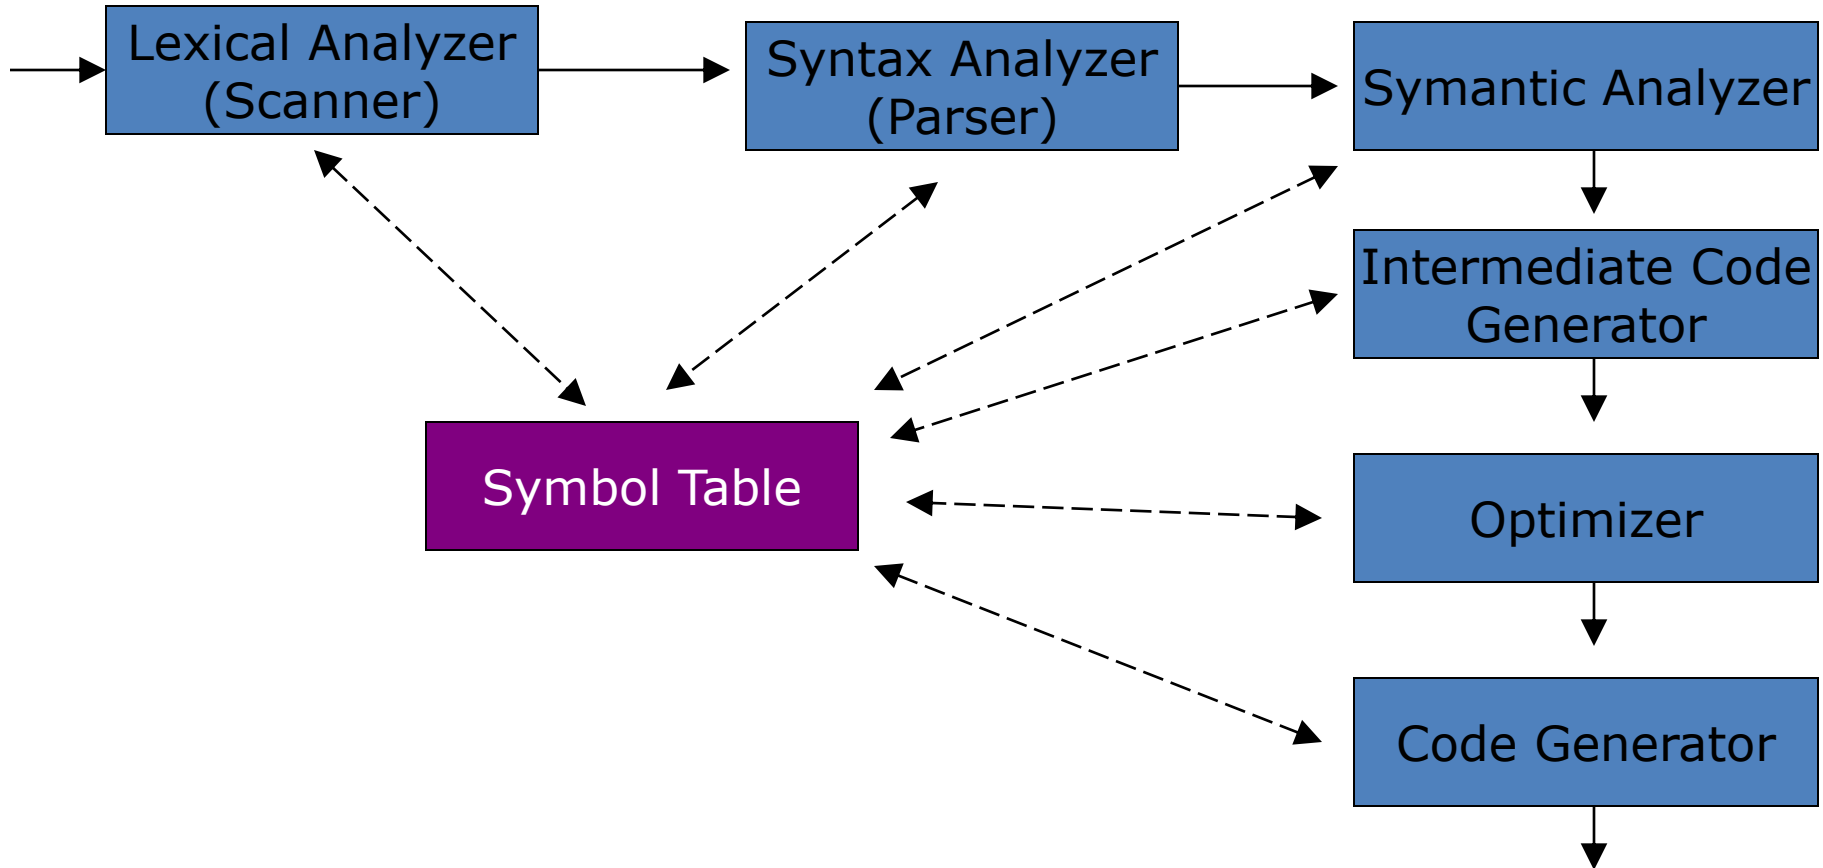 Lexical Analyzer
(Scanner)
Syntax Analyzer
(Parser)
Symantic Analyzer
Intermediate Code
Generator
Symbol Table
Optimizer
Code Generator